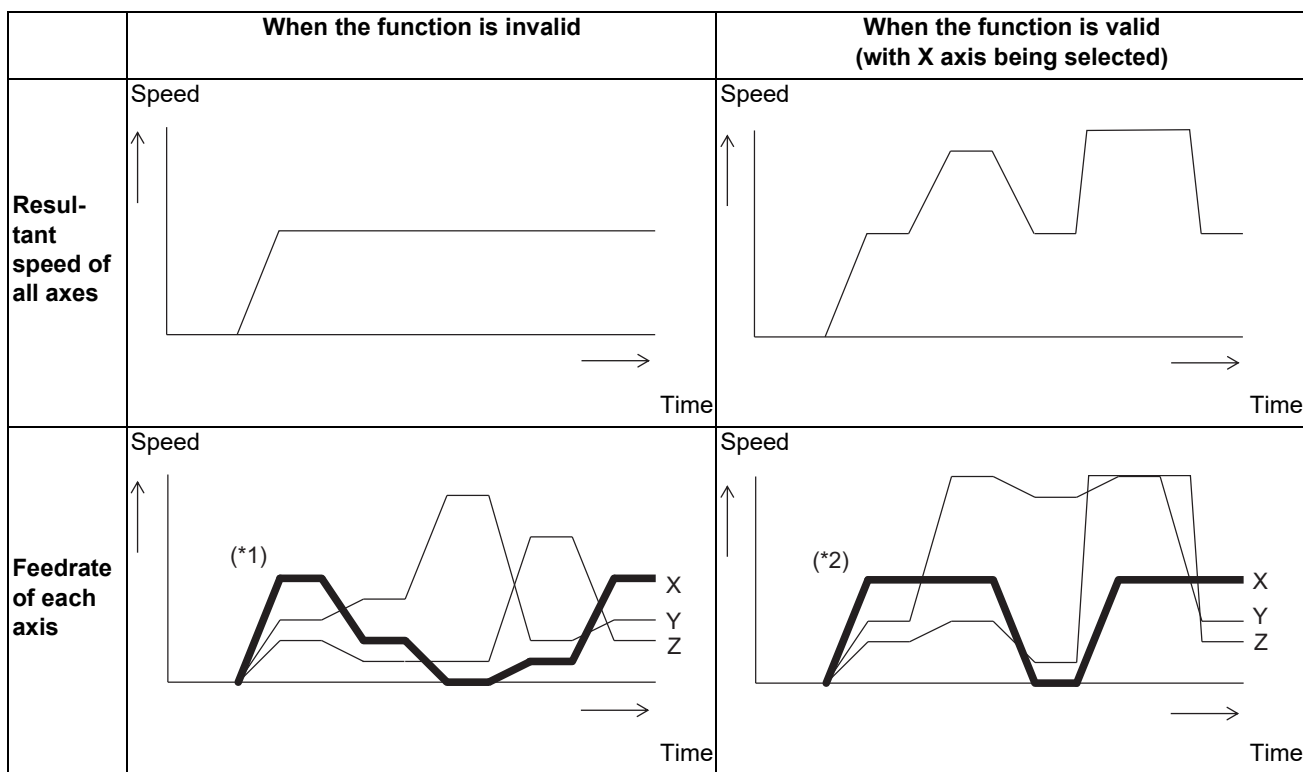 When the function is invalid
When the function is valid
(with X axis being selected)
Resul-
tant
speed of
all axes
Speed
Time
Speed
Time
Feedrate
of each
axis
Speed
(*1)
X
Y
Z
Time
Speed
(*2)
X
Y
Z
Time